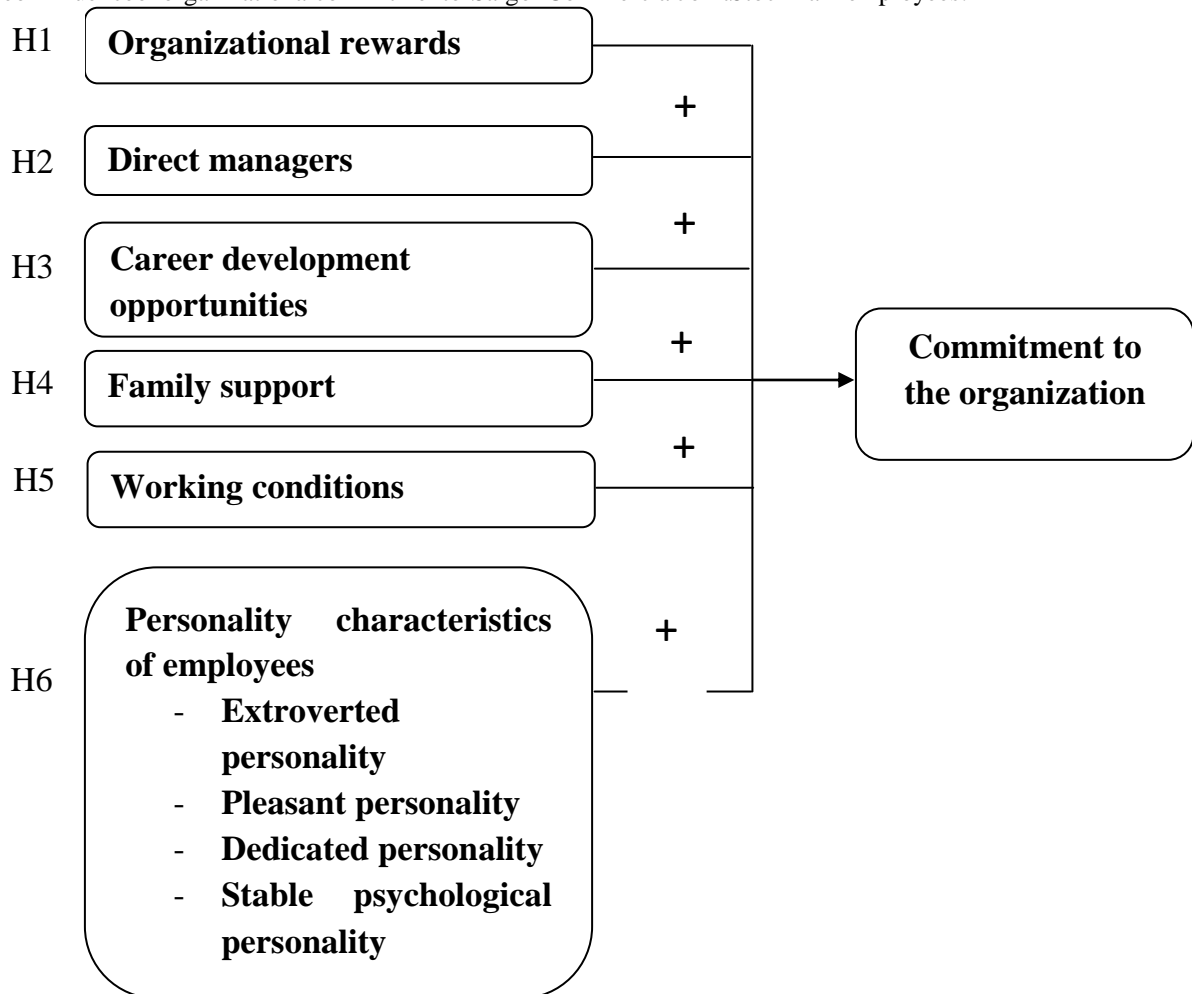 H1 Organizational rewards
+
H2 Direct managers
+
H3 Career development
opportunities
+
H4 Family support
Commitment to
the organization
+
H5 Working conditions
+
H6 Personality characteristics
of employees
- Extroverted
personality
- Pleasant personality
- Dedicated personality
- Stable psychological
personality